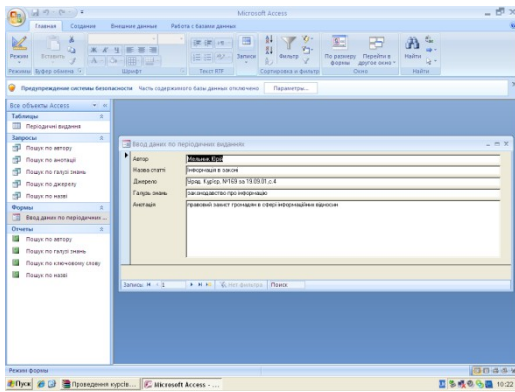 Microsoft Access
Главная Создание Внешние данные Работа с базами данных
Режим Вставить Записи Фильтр По размеру формы Перейти в другое окно Найти
Режимы Буфер обмена Шрифт Текст RTF Сортировка и фильтр Окно Найти
Предупреждение системы безопасности Часть содержимого базы данных отключено Параметры...
Все объекты Access
Таблицы
Періодичні видання
Запросы
Пошук по автору
Пошук по анотації
Пошук по галузі знань
Пошук по джерелу
Пошук по назві
Формы
Ввод даних по періодичних ...
Отчеты
Пошук по автору
Пошук по галузі знань
Пошук по ключовому слову
Пошук по назві
Ввод даних по періодичних виданнях
Автор Мельник Юрій
Назва статті Інформація в законі
Джерело Уряд. Кур'єр. №169 за 19.09.01,с.4
Галузь знань законодавство про інформацію
Анотація правовий захист громадян в сфері інформаційних відносин
Запись: 1 Нет фильтра Поиск
Режим формы
Пуск Проведення курсів... Microsoft Access - ... 10:22